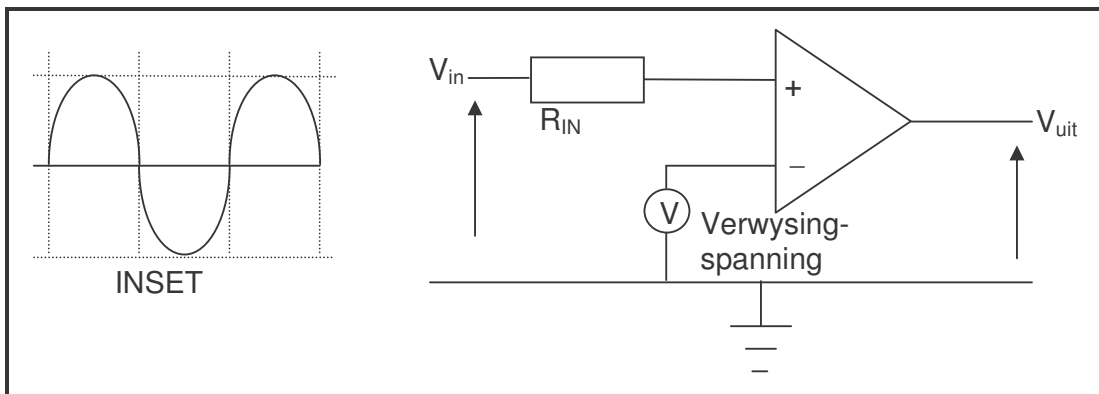 V_in
R_IN
+
–
V_uit
V
Verwysing-
spanning
INSET